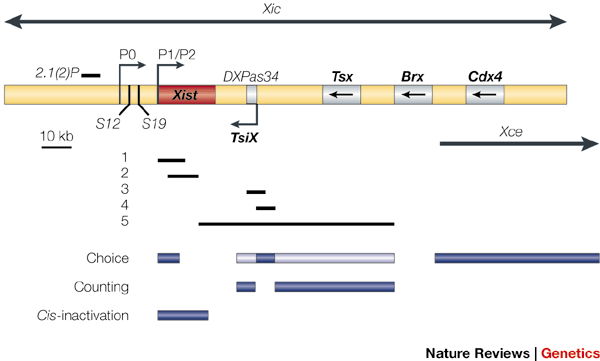 Xic
P0 P1/P2
2.1(2)P DXPas34 Tsx Brx Cdx4
Xist
S12 S19 TsiX
10 kb Xce
1
2
3
4
5
Choice
Counting
Cis-inactivation
Nature Reviews | Genetics